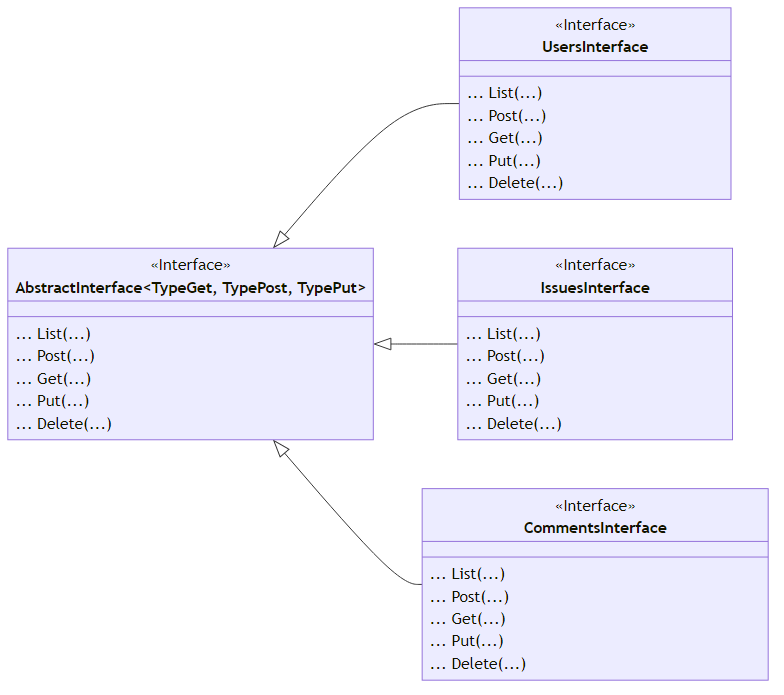 «Interface»
UsersInterface
... List(...)
... Post(...)
... Get(...)
... Put(...)
... Delete(...)
«Interface»
AbstractInterface<TypeGet, TypePost, TypePut>
... List(...)
... Post(...)
... Get(...)
... Put(...)
... Delete(...)
«Interface»
IssuesInterface
... List(...)
... Post(...)
... Get(...)
... Put(...)
... Delete(...)
«Interface»
CommentsInterface
... List(...)
... Post(...)
... Get(...)
... Put(...)
... Delete(...)